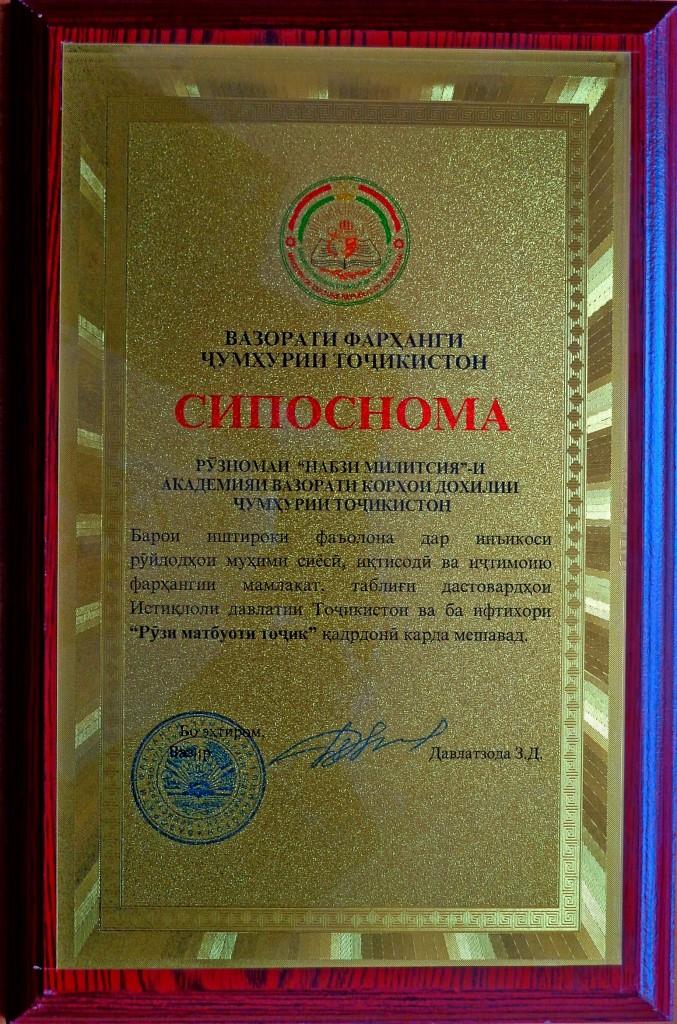 ВАЗОРАТИ ФАРҲАНГИ
ҶУМҲУРИИ ТОҶИКИСТОН
СИПОСНОМА
РӮЗНОМАИ “НАБЗИ МИЛИТСИЯ”-И
АКАДЕМИЯИ ВАЗОРАТИ КОРҲОИ ДОХИЛИИ
ҶУМҲУРИИ ТОҶИКИСТОН
Барои иштироки фаъолона дар инъикоси
рӯйдодҳои муҳими сиёсӣ, иқтисодӣ ва иҷтимоию
фарҳангии мамлакат, таблиғи дастовардҳои
Истиқлоли давлатии Тоҷикистон ва ба ифтихори
“Рӯзи матбуоти тоҷик” қадрдонӣ карда мешавад.
Бо эҳтиром,
Вазир
Давлатзода З.Д.